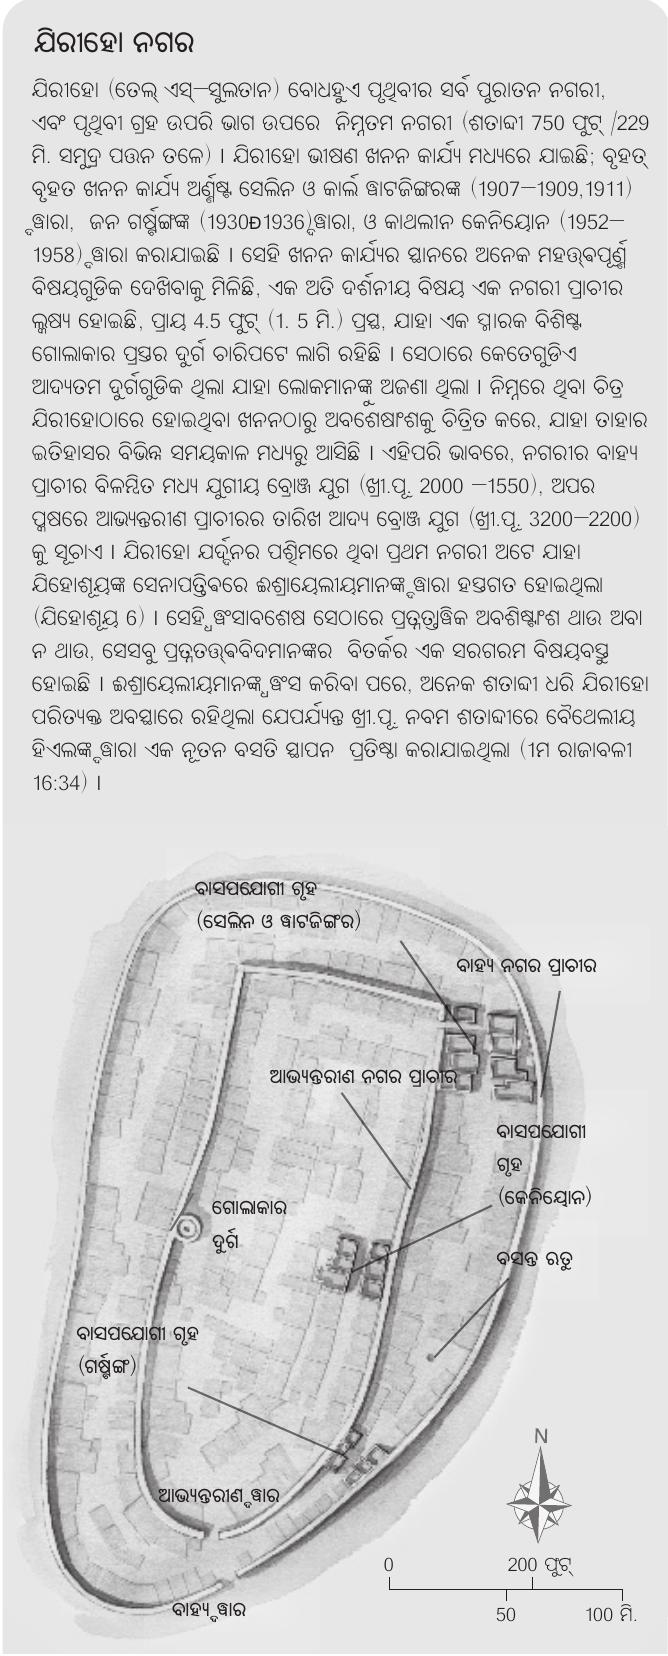 ଯିରୀହୋ ନଗର
ଯିରୀହୋ (ତେଲ୍ ଏସ୍–ସୁଲତାନ) ବୋଧହୁଏ ପୃଥିବୀର ସର୍ବ ପୁରାତନ ନଗରୀ,
ଏବଂ ପୃଥିବୀ ଗ୍ରହ ଉପରି ଭାଗ ଉପରେ ନିମ୍ନତମ ନଗରୀ (ଶତାବ୍ଦୀ 750 ଫୁଟ୍ /229
ମି. ସମୁଦ୍ର ପତ୍ତନ ତଳେ) । ଯିରୀହୋ ଭୀଷଣ ଖନନ କାର୍ଯ୍ୟ ମଧ୍ୟରେ ଯାଇଛି; ବୃହତ୍
ବୃହତ ଖନନ କାର୍ଯ୍ୟ ଅର୍ଣ୍ଣଷ୍ଟ ସେଲିନ ଓ କାର୍ଲ ୱାଟଜିଙ୍ଗରଙ୍କ (1907–1909,1911)
ଦ୍ୱାରା, ଜନ ଗର୍ଷ୍ଟଙ୍ଗଙ୍କ (1930Ð1936)ଦ୍ୱାରା, ଓ କାଥଲୀନ କେନିୟୋନ (1952–
1958) ଦ୍ୱାରା କରାଯାଇଛି । ସେହି ଖନନ କାର୍ଯ୍ୟର ସ୍ଥାନରେ ଅନେକ ମହତ୍ତ୍ଵପୂର୍ଣ୍ଣ
ବିଷୟଗୁଡିକ ଦେଖିବାକୁ ମିଳିଛି, ଏକ ଅତି ଦର୍ଶନୀୟ ବିଷୟ ଏକ ନଗରୀ ପ୍ରାଚୀର
ଲକ୍ଷ୍ୟ ହୋଇଛି, ପ୍ରାୟ 4.5 ଫୁଟ୍ (1. 5 ମି.) ପ୍ରସ୍ଥ, ଯାହା ଏକ ସ୍ମାରକ ବିଶିଷ୍ଟ
ଗୋଲାକାର ପ୍ରସ୍ତର ଦୁର୍ଗ ଚାରିପଟେ ଲାଗି ରହିଛି । ସେଠାରେ କେତେଗୁଡିଏ
ଆଦ୍ୟତମ ଦୁର୍ଗଗୁଡିକ ଥିଲା ଯାହା ଲୋକମାନଙ୍କୁ ଅଜଣା ଥିଲା । ନିମ୍ନରେ ଥିବା ଚିତ୍ର
ଯିରୀହୋଠାରେ ହୋଇଥିବା ଖନନଠାରୁ ଅବଶେଷାଂଶକୁ ଚିତ୍ରିତ କରେ, ଯାହା ତାହାର
ଇତିହାସର ବିଭିନ୍ନ ସମୟକାଳ ମଧ୍ୟରୁ ଆସିଛି । ଏହିପରି ଭାବରେ, ନଗରୀର ବାହ୍ୟ
ପ୍ରାଚୀର ବିଳମ୍ବିତ ମଧ୍ୟ ଯୁଗୀୟ ବ୍ରୋଞ୍ଜ ଯୁଗ (ଖ୍ରୀ.ପୂ. 2000 –1550), ଅପର
ପକ୍ଷରେ ଆଭ୍ୟନ୍ତରୀଣ ପ୍ରାଚୀରର ତାରିଖ ଆଦ୍ୟ ବ୍ରୋଞ୍ଜ ଯୁଗ (ଖ୍ରୀ.ପୂ. 3200–2200)
କୁ ସୂଚାଏ । ଯିରୀହୋ ଯର୍ଦ୍ଦନର ପଶ୍ଚିମରେ ଥିବା ପ୍ରଥମ ନଗରୀ ଅଟେ ଯାହା
ଯିହୋଶୂୟଙ୍କ ସେନାପତ୍ତିତ୍ଵରେ ଈଶ୍ରାୟେଲୀୟମାନଙ୍କ ଦ୍ୱାରା ହସ୍ତଗତ ହୋଇଥିଲା
(ଯିହୋଶୂୟ 6) । ସେହି ଧ୍ୱଂସାବଶେଷ ସେଠାରେ ପ୍ରତ୍ନତାତ୍ତ୍ୱିକ ଅବଶିଷ୍ଟାଂଶ ଥାଉ ଅବା
ନ ଥାଉ, ସେସବୁ ପ୍ରତ୍ନତତ୍ତ୍ଵବିଦମାନଙ୍କର ବିତର୍କର ଏକ ସରଗରମ ବିଷୟବସ୍ତୁ
ହୋଇଛି । ଈଶ୍ରାୟେଲୀୟମାନଙ୍କ ଧ୍ୱଂସ କରିବା ପରେ, ଅନେକ ଶତାବ୍ଦୀ ଧରି ଯିରୀହୋ
ପରିତ୍ୟକ୍ତ ଅବସ୍ଥାରେ ରହିଥିଲା ଯେପର୍ଯ୍ୟନ୍ତ ଖ୍ରୀ.ପୂ. ନବମ ଶତାବ୍ଦୀରେ ବୈଥେଲୀୟ
ହିଏଲଙ୍କ ଦ୍ୱାରା ଏକ ନୂତନ ବସତି ସ୍ଥାପନ ପ୍ରତିଷ୍ଠା କରାଯାଇଥିଲା (1ମ ରାଜାବଳୀ
16:34) ।
ବାସପଯୋଗୀ ଗୃହ
(ସେଲିନ ଓ ୱାଟଜିଙ୍ଗର)
ବାହ୍ୟ ନଗର ପ୍ରାଚୀର
ଆଭ୍ୟନ୍ତରୀଣ ନଗର ପ୍ରାଚୀର
ବାସପଯୋଗୀ
ଗୃହ
(କେନିୟୋନ)
ଗୋଲାକାର
ଦୁର୍ଗ
ବସନ୍ତ ଋତୁ
ବାସପଯୋଗୀ ଗୃହ
(ଗର୍ଷ୍ଟଙ୍ଗ)
N
ଆଭ୍ୟନ୍ତରୀଣ ଦ୍ୱାର
0 200 ଫୁଟ୍
ବାହ୍ୟ ଦ୍ୱାର
50 100 ମି.